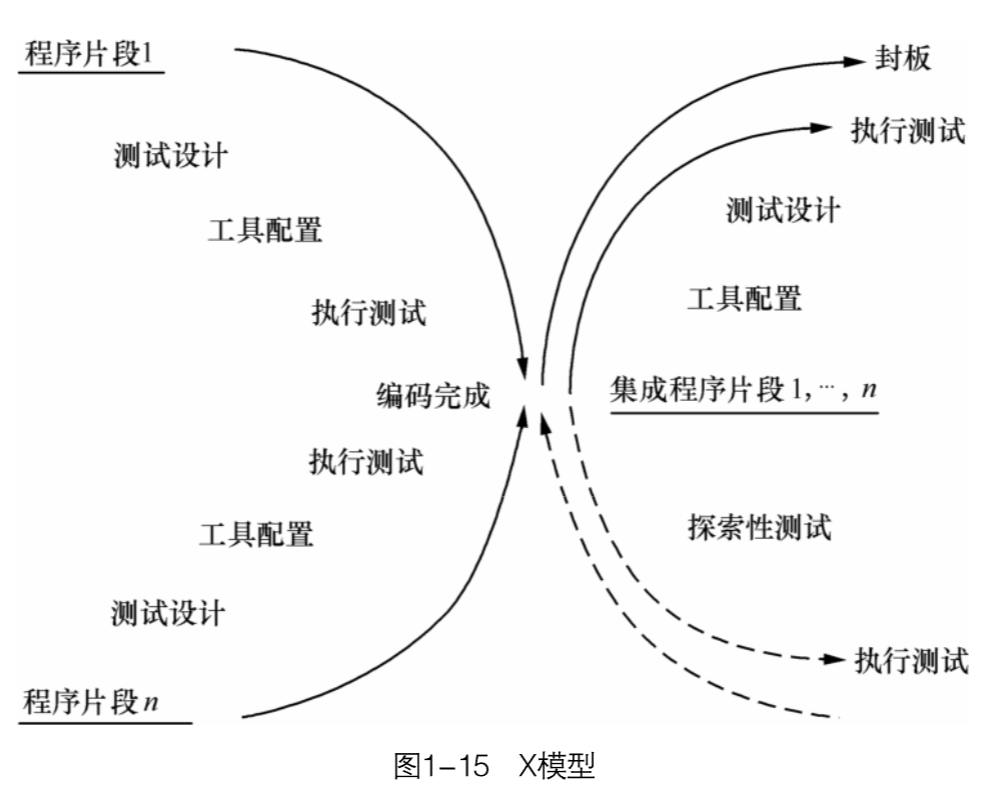 程序片段1
测试设计
工具配置
执行测试
编码完成
执行测试
工具配置
测试设计
程序片段n
封板
执行测试
测试设计
工具配置
集成程序片段1,…,n
探索性测试
执行测试
图1-15 X模型